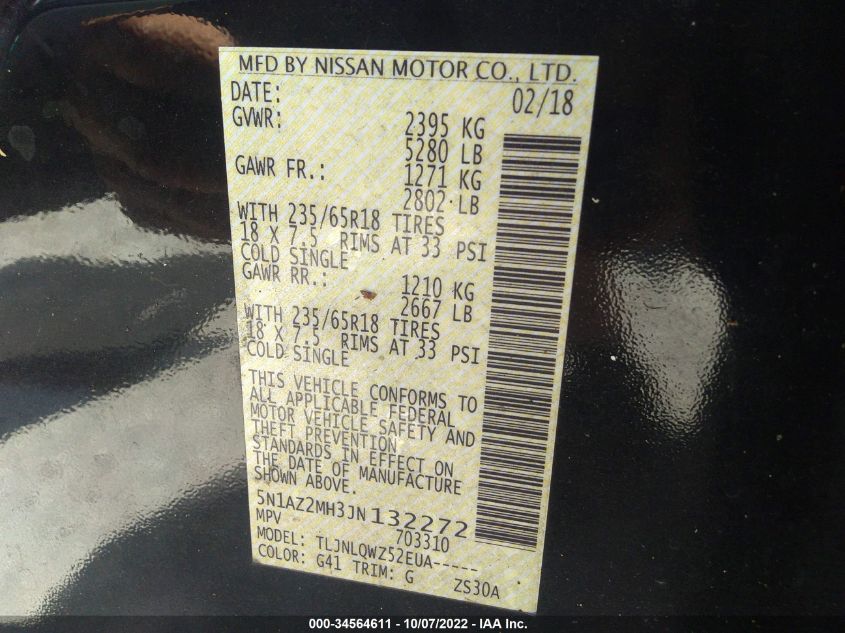 MFD BY NISSAN MOTOR CO., LTD.
DATE: 02/18
GVWR: 2395 KG
5280 LB
GAWR FR.: 1271 KG
2802 LB
WITH 235/65R18 TIRES
18 X 7.5 RIMS AT 33 PSI
COLD SINGLE
GAWR RR.: 1210 KG
2667 LB
WITH 235/65R18 TIRES
18 X 7.5 RIMS AT 33 PSI
COLD SINGLE
THIS VEHICLE CONFORMS TO
ALL APPLICABLE FEDERAL
MOTOR VEHICLE SAFETY AND
THEFT PREVENTION
STANDARDS IN EFFECT ON
THE DATE OF MANUFACTURE
SHOWN ABOVE.
5N1AZ2MH3JN132272
MPV 703310
MODEL: TLJNLQWZ52EUA-----
COLOR: G41 TRIM: G ZS30A
000-34564611 - 10/07/2022 - IAA Inc.